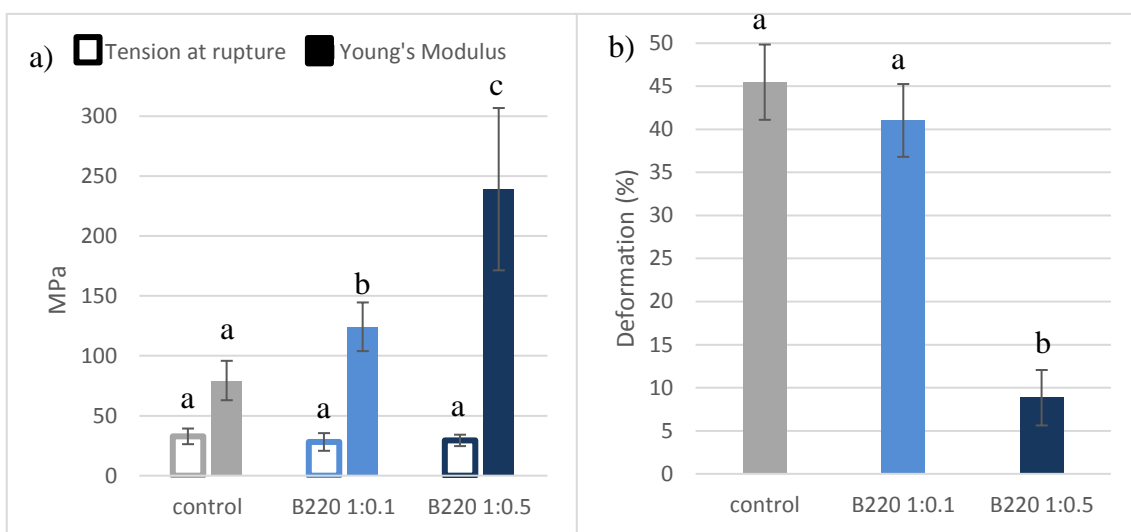 a)
Tension at rupture
Young's Modulus
MPa
300
250
200
150
100
50
0
a
a
a
b
a
c
control
B220 1:0.1
B220 1:0.5
b)
Deformation (%)
50
45
40
35
30
25
20
15
10
5
0
a
a
b
control
B220 1:0.1
B220 1:0.5